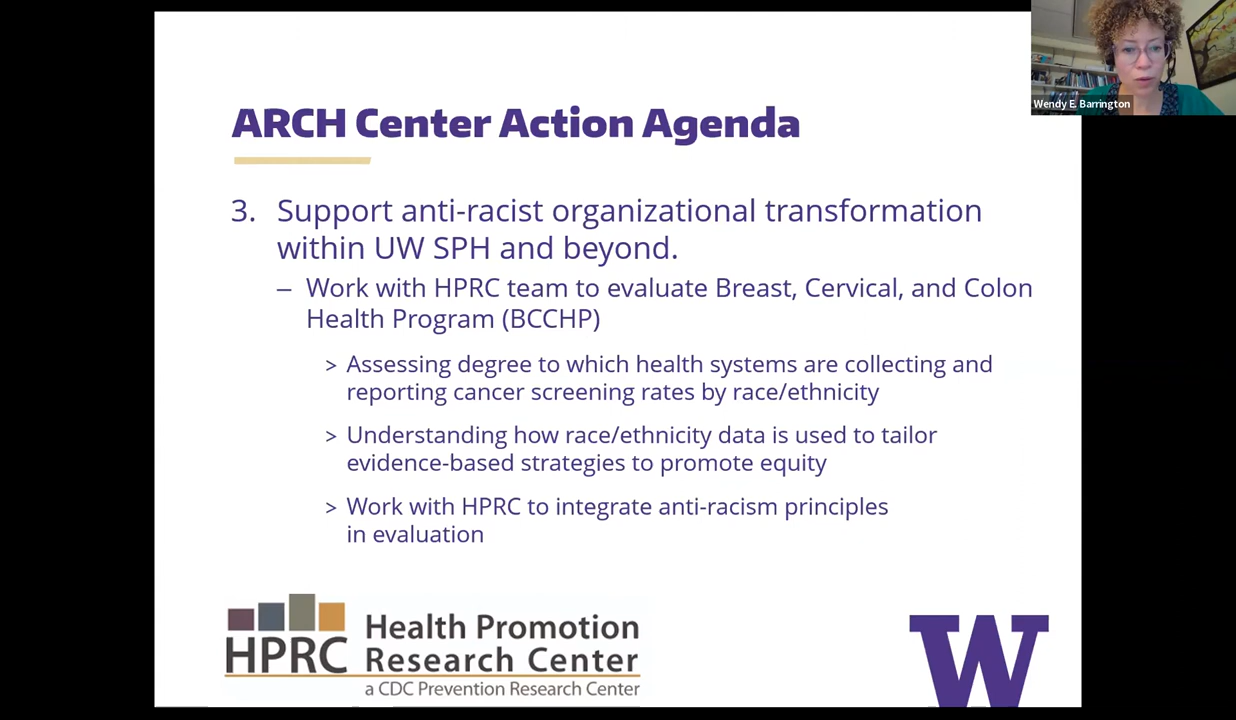 Wendy E. Barrington
ARCH Center Action Agenda
3. Support anti-racist organizational transformation
within UW SPH and beyond.
– Work with HPRC team to evaluate Breast, Cervical, and Colon
Health Program (BCCHP)
> Assessing degree to which health systems are collecting and
reporting cancer screening rates by race/ethnicity
> Understanding how race/ethnicity data is used to tailor
evidence-based strategies to promote equity
> Work with HPRC to integrate anti-racism principles
in evaluation
HPRC
Health Promotion
Research Center
a CDC Prevention Research Center
W